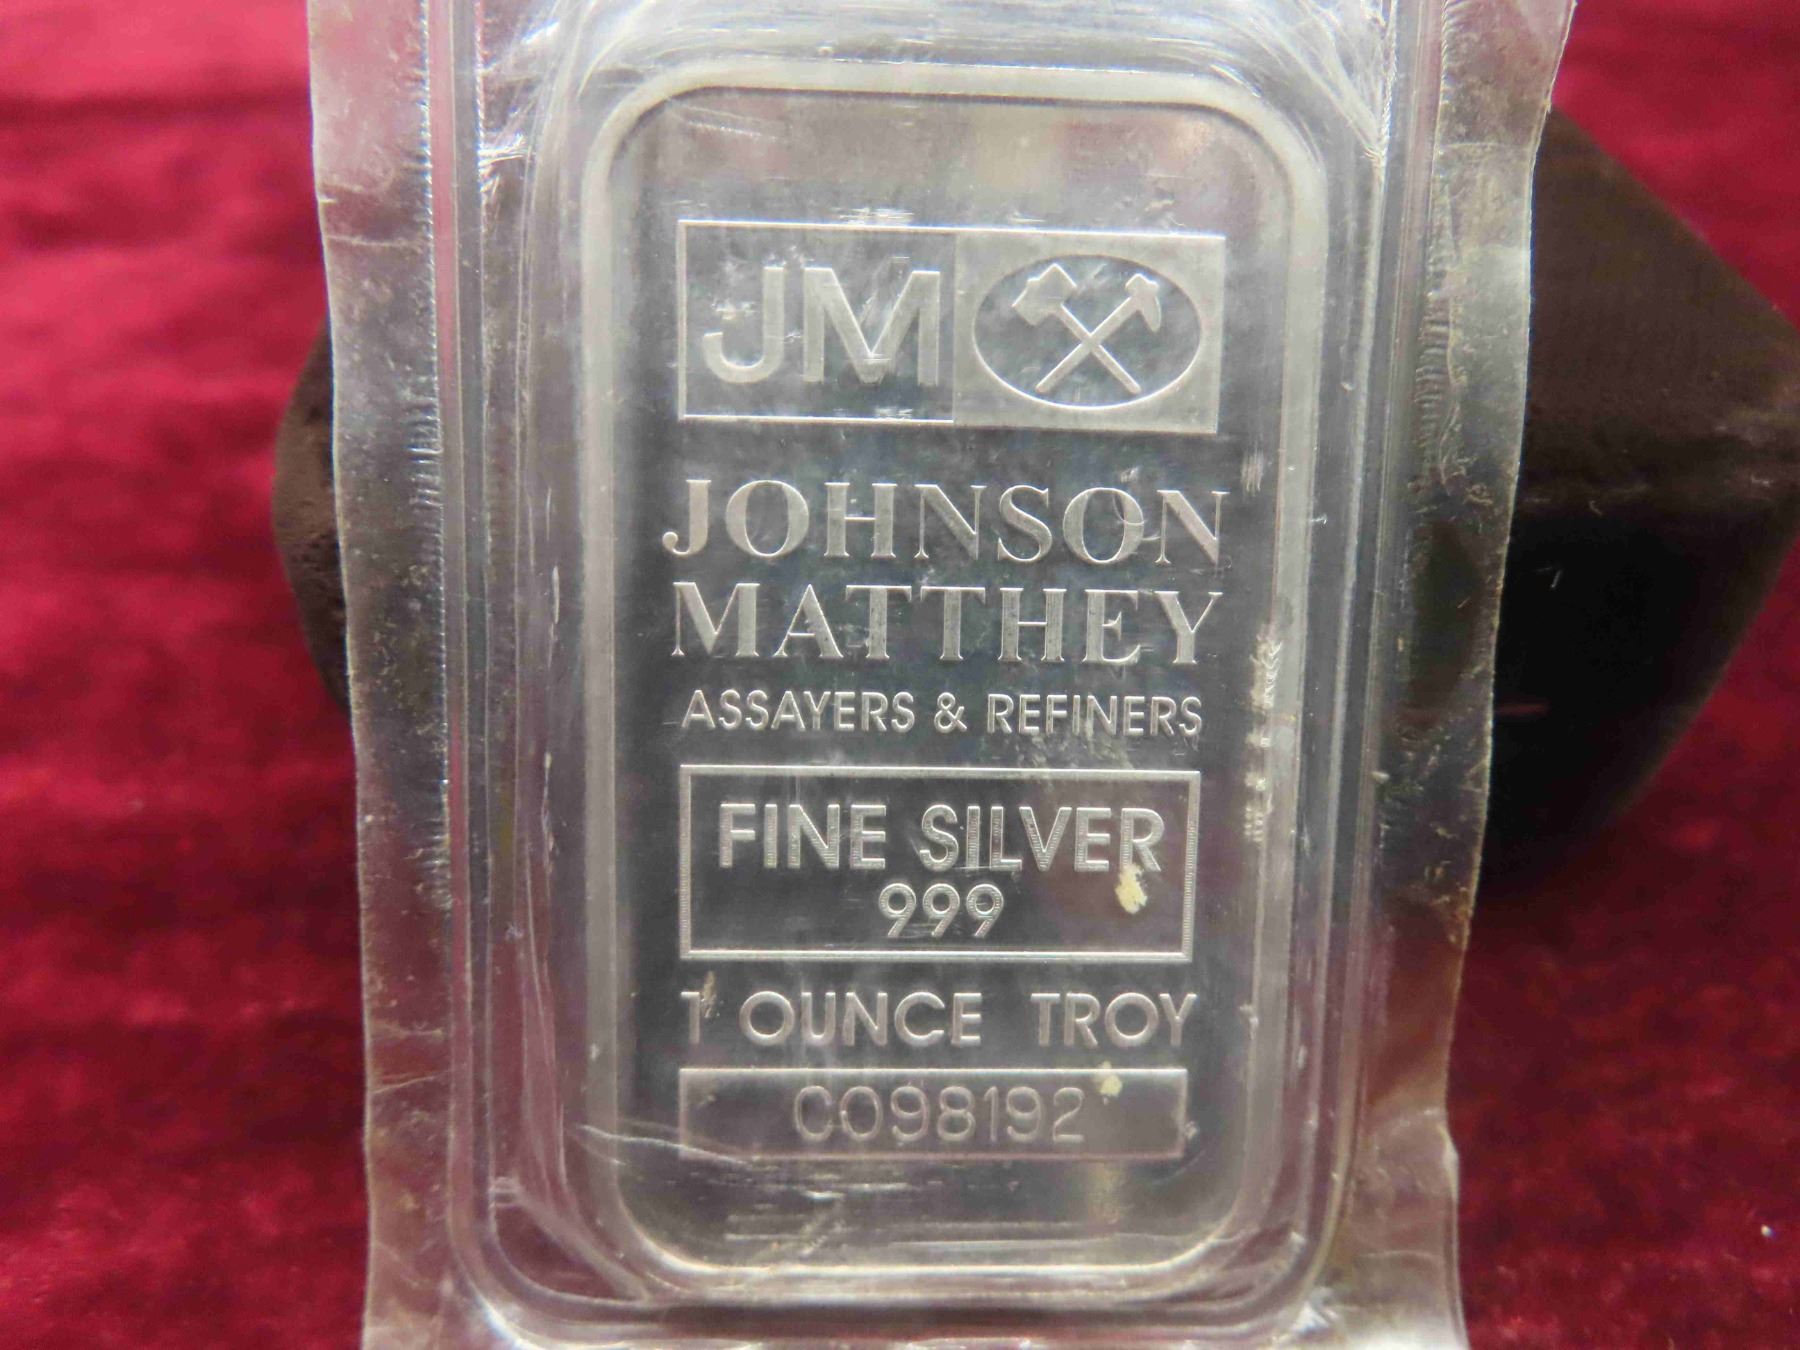 JM
JOHNSON
MATTHEY
ASSAYERS & REFINERS
FINE SILVER
999
1 OUNCE TROY
C098192